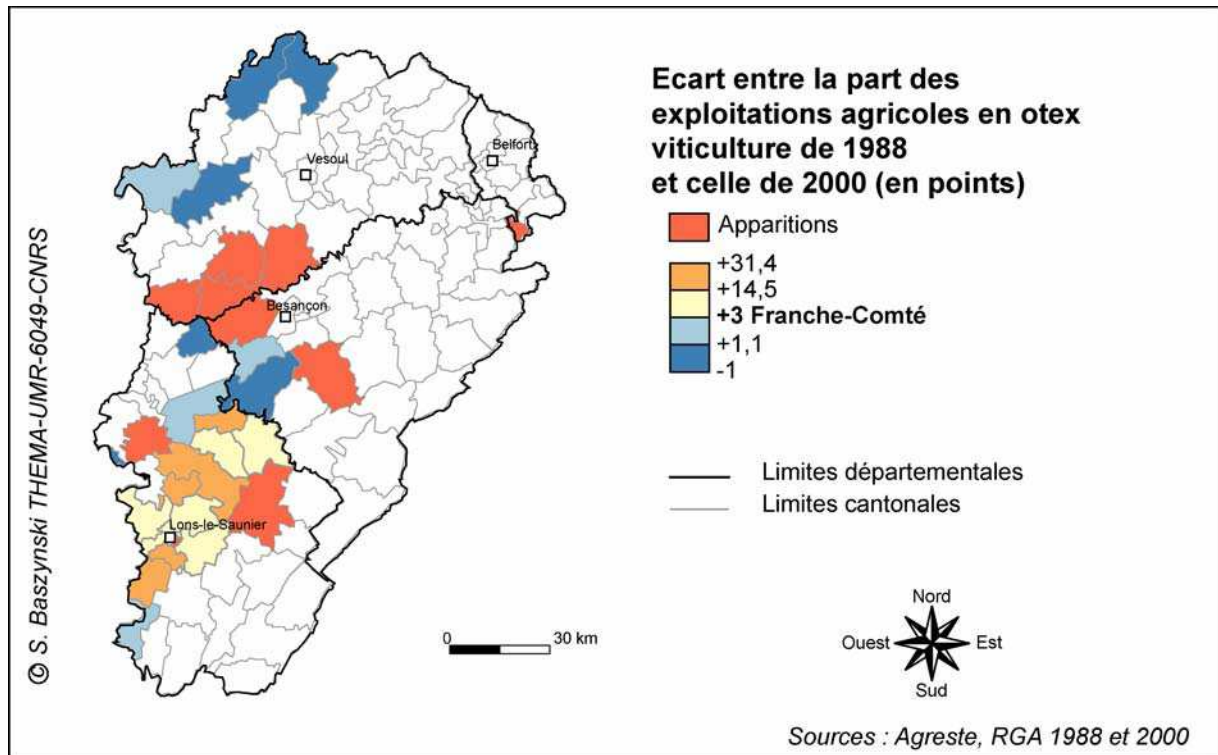 Ecart entre la part des
exploitations agricoles en otex
viticulture de 1988
et celle de 2000 (en points)
Apparitions
+31,4
+14,5
+3 Franche-Comté
+1,1
-1
Limites départementales
Limites cantonales
Vesoul
Belfort
Besançon
Lons-le-Saunier
0 30 km
Nord
Ouest Est
Sud
© S. Baszynski THEMA-UMR-6049-CNRS
Sources : Agreste, RGA 1988 et 2000